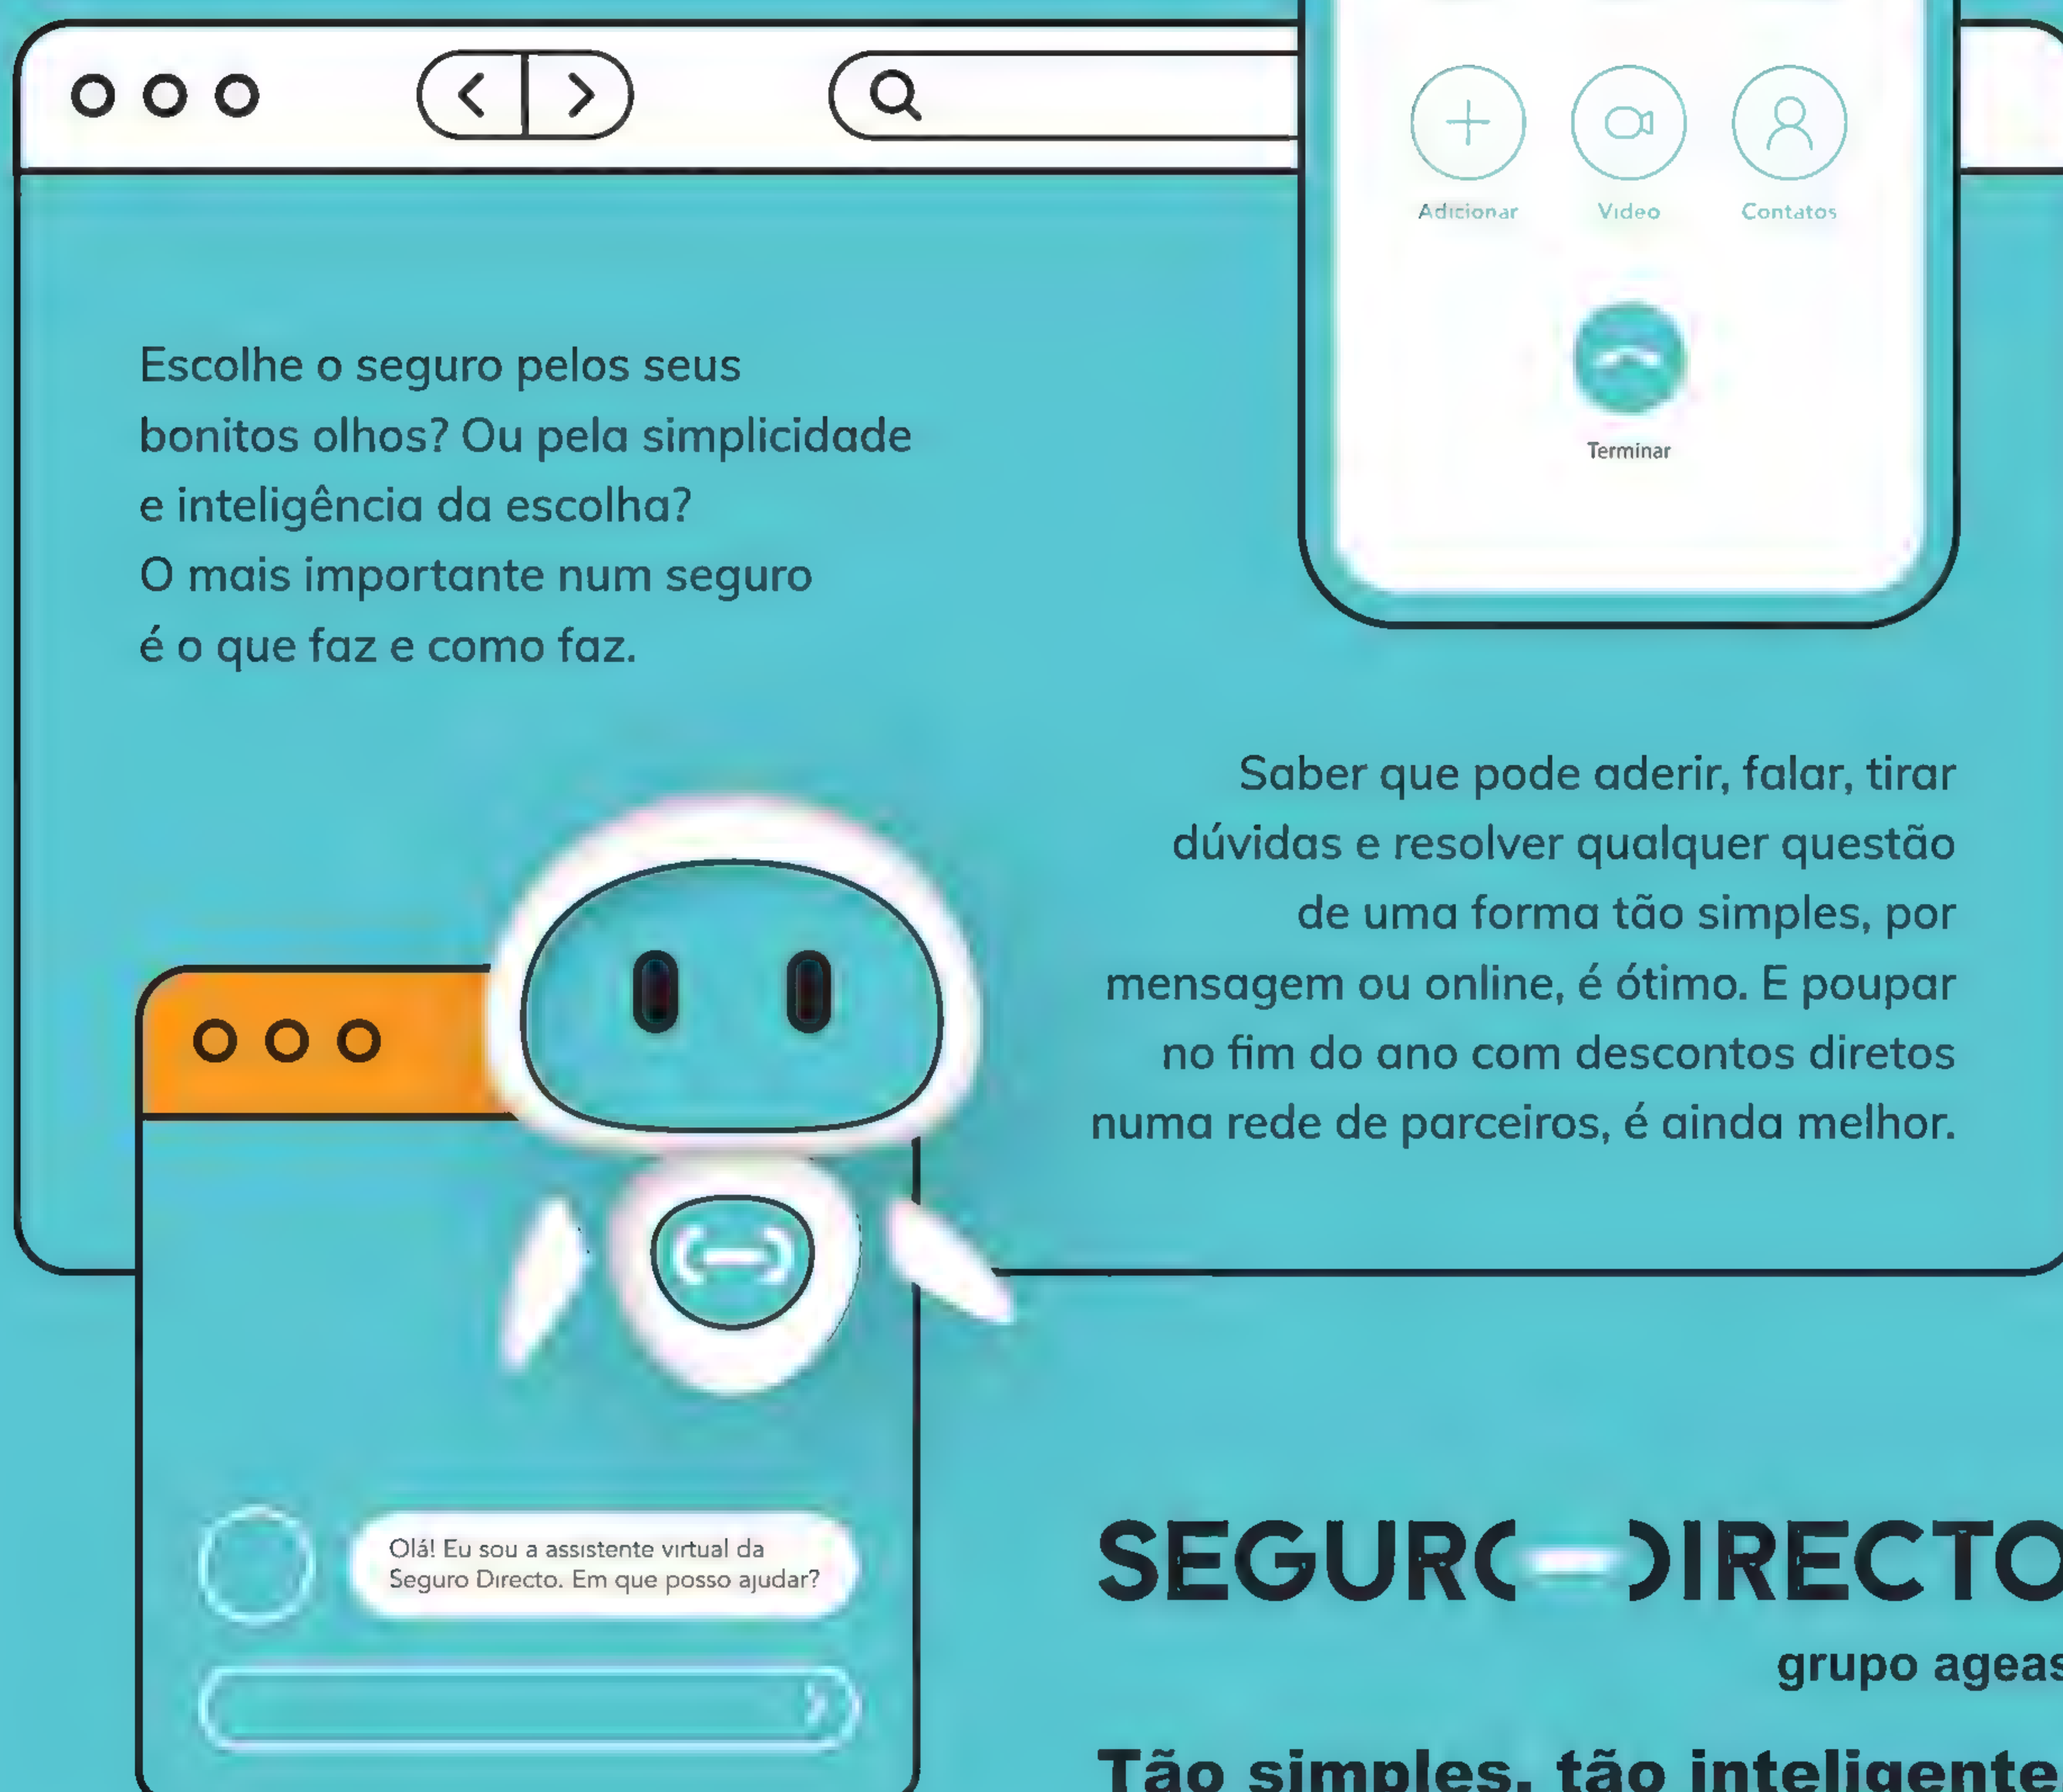 Adicionar Video Contatos
Terminar
Escolhe o seguro pelos seus
bonitos olhos? Ou pela simplicidade
e inteligência da escolha?
O mais importante num seguro
é o que faz e como faz.
Saber que pode aderir, falar, tirar
dúvidas e resolver qualquer questão
de uma forma tão simples, por
mensagem ou online, é ótimo. E poupar
no fim do ano com descontos diretos
numa rede de parceiros, é ainda melhor.
Olá! Eu sou a assistente virtual da
Seguro Directo. Em que posso ajudar?
SEGURO DIRECTO
grupo ageas
Tão simples, tão inteligente